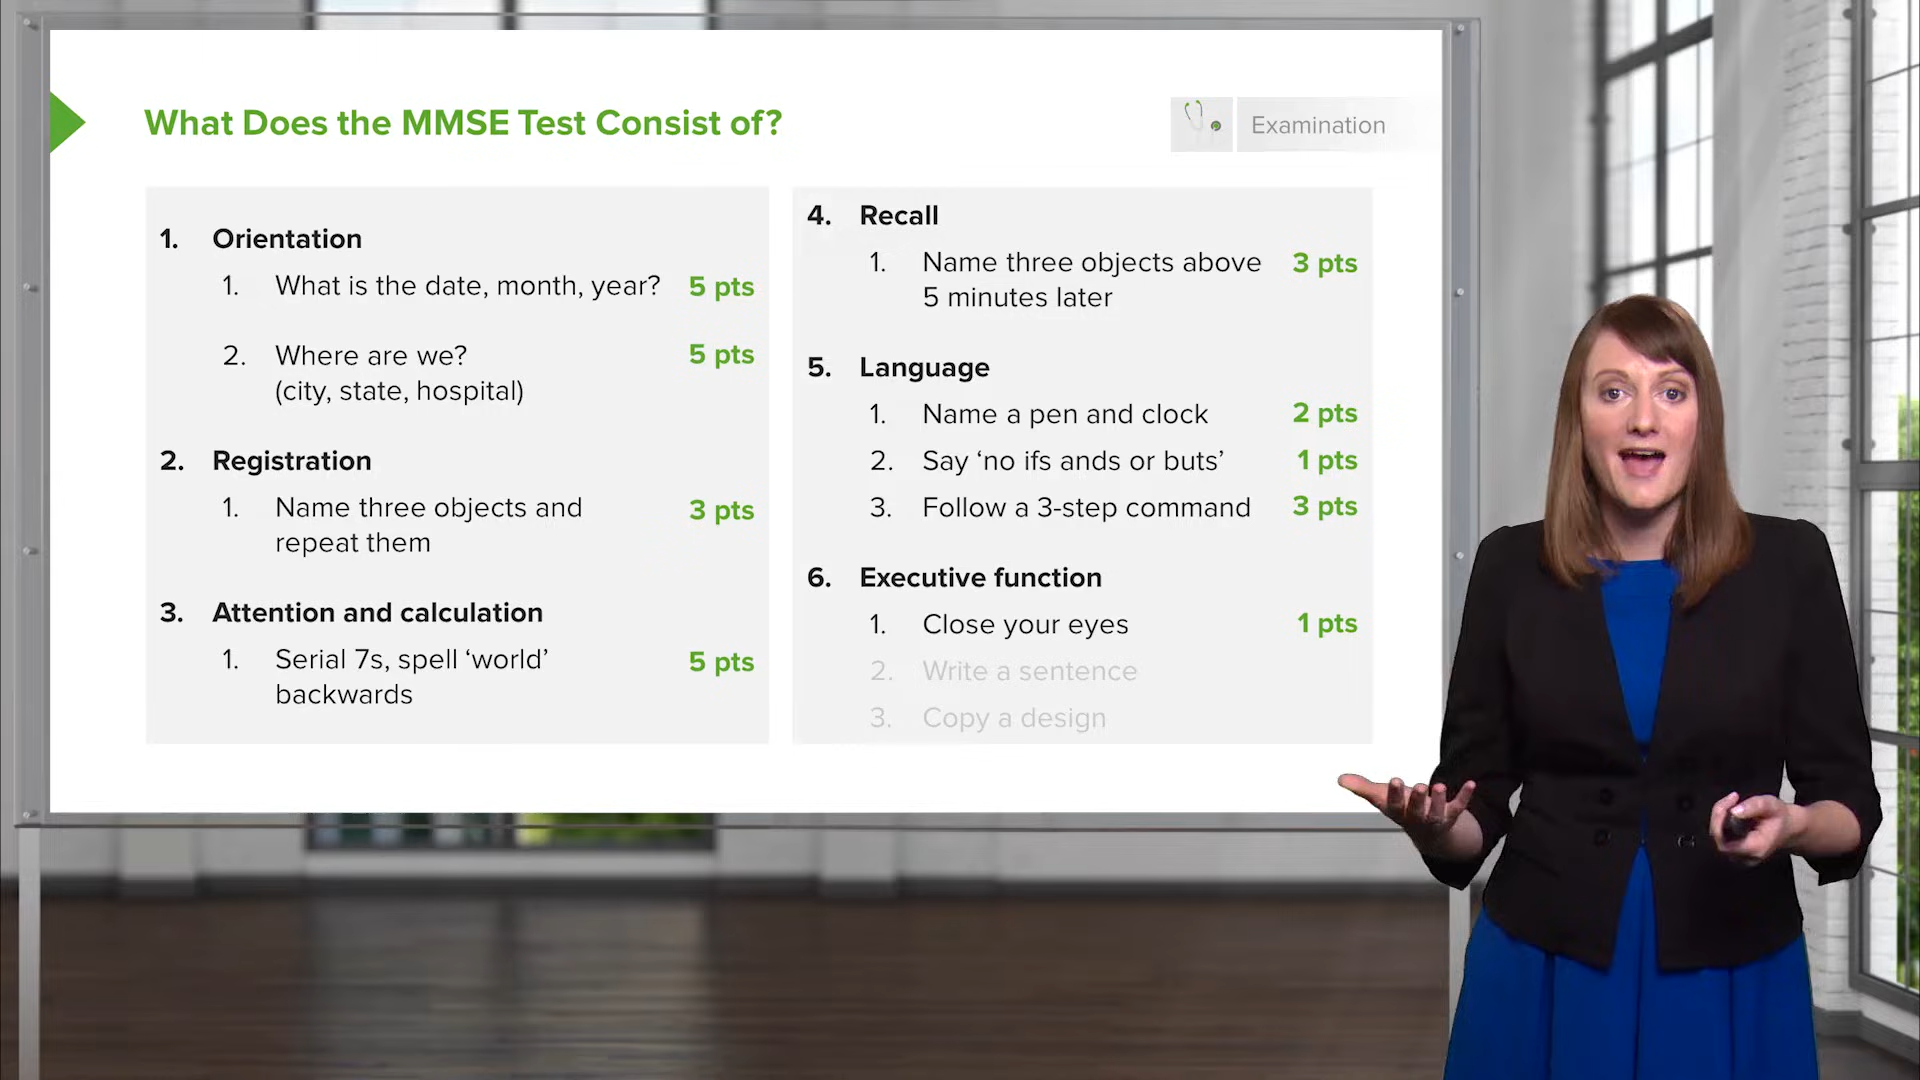 What Does the MMSE Test Consist of?
Examination
1. Orientation
1. What is the date, month, year? 5 pts
2. Where are we? 5 pts
(city, state, hospital)
2. Registration
1. Name three objects and 3 pts
repeat them
3. Attention and calculation
1. Serial 7s, spell ‘world’ 5 pts
backwards
4. Recall
1. Name three objects above 3 pts
5 minutes later
5. Language
1. Name a pen and clock 2 pts
2. Say ‘no ifs ands or buts’ 1 pts
3. Follow a 3-step command 3 pts
6. Executive function
1. Close your eyes 1 pts
2. Write a sentence
3. Copy a design